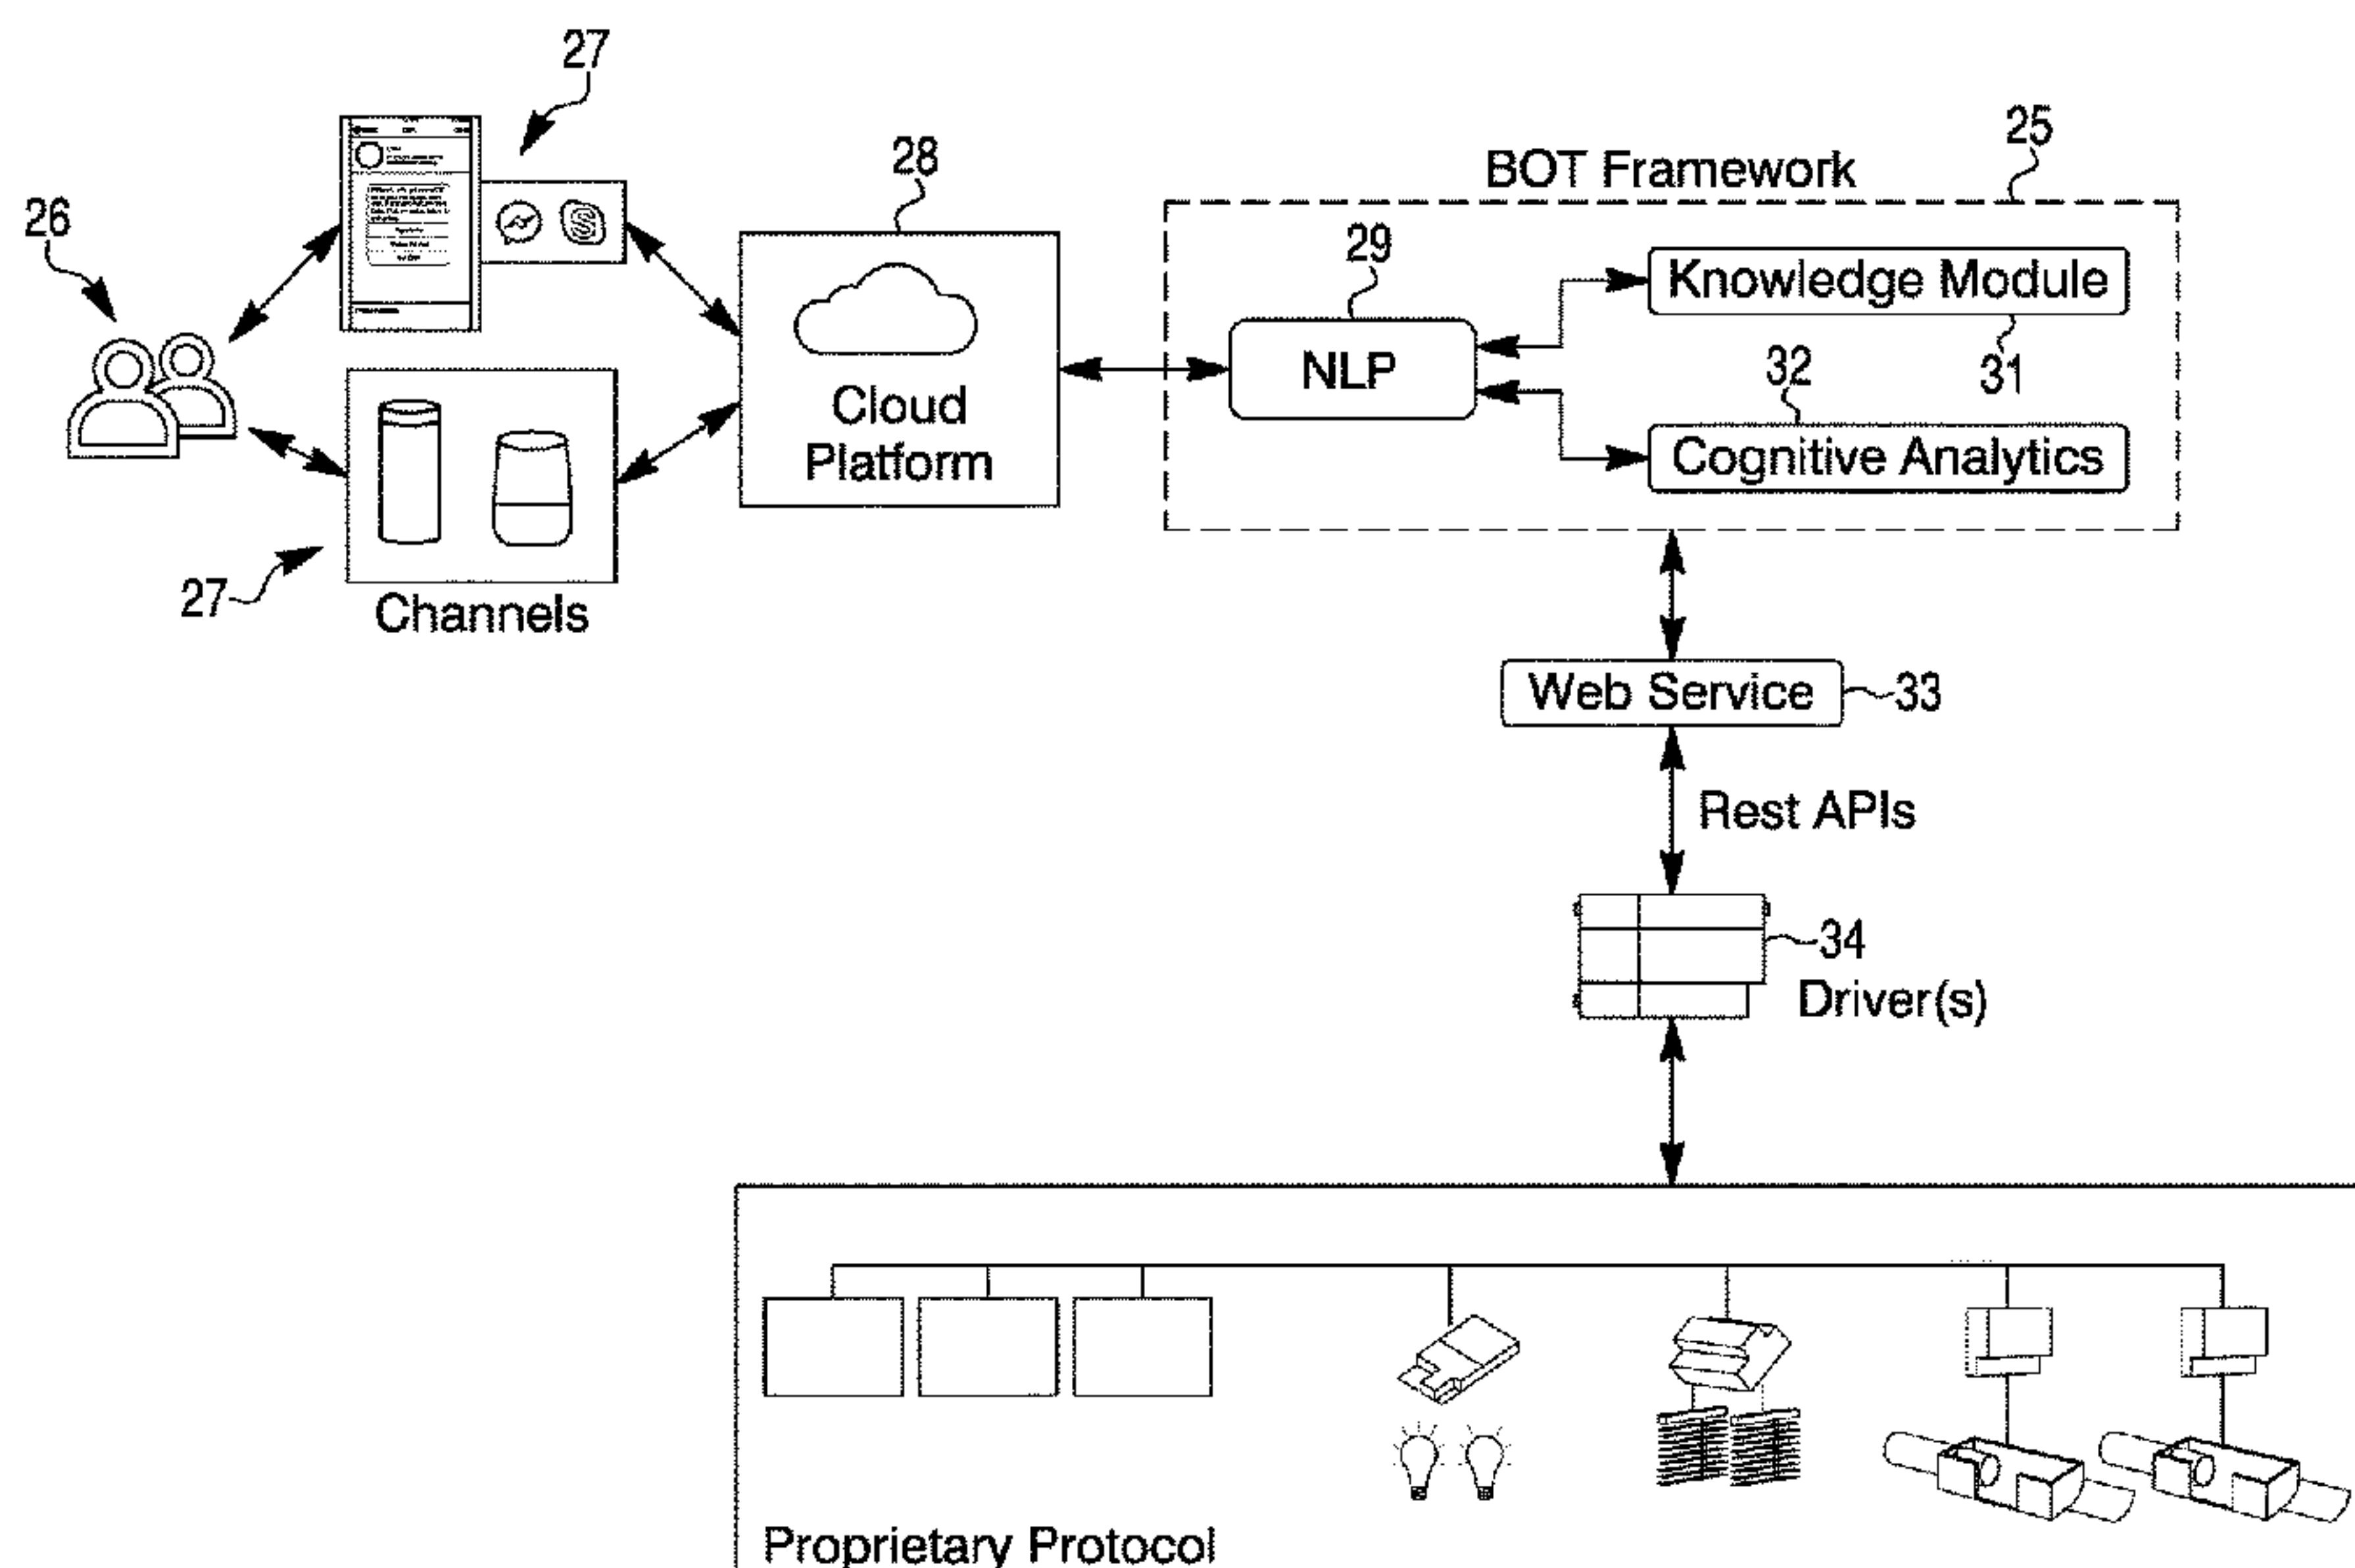 27
26
28
25
BOT Framework
29
Knowledge Module
31
NLP
32
Cognitive Analytics
Cloud
Platform
27
Channels
Web Service
33
Rest APIs
34
Driver(s)
Proprietary Protocol